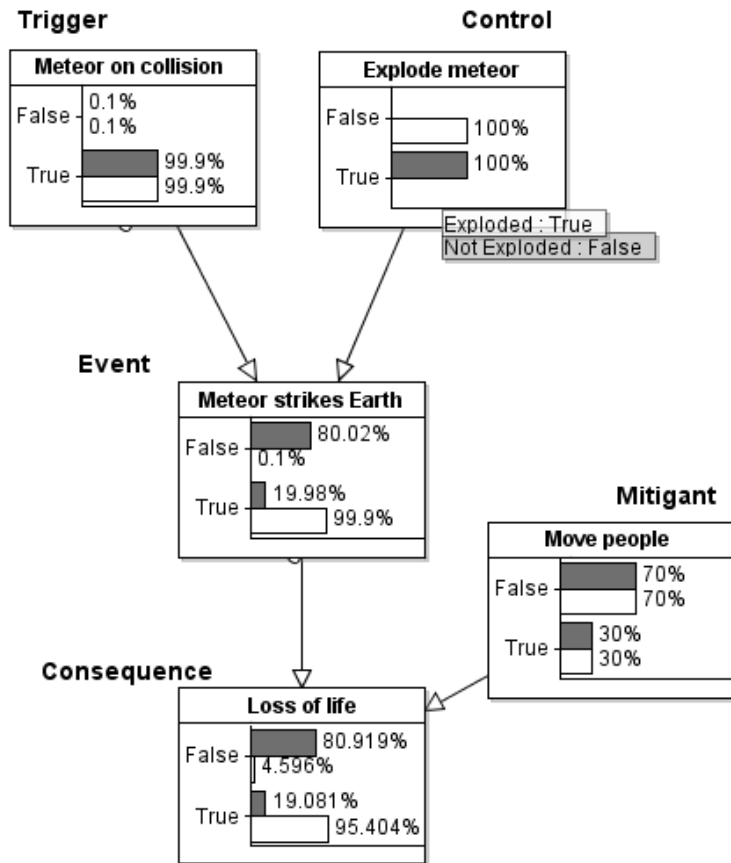 Trigger
Control
Meteor on collision
False
0.1%
0.1%
True
99.9%
99.9%
Explode meteor
False
100%
True
100%
Exploded : True
Not Exploded : False
Event
Meteor strikes Earth
False
80.02%
0.1%
True
19.98%
99.9%
Mitigant
Move people
False
70%
70%
True
30%
30%
Consequence
Loss of life
False
80.919%
4.596%
True
19.081%
95.404%